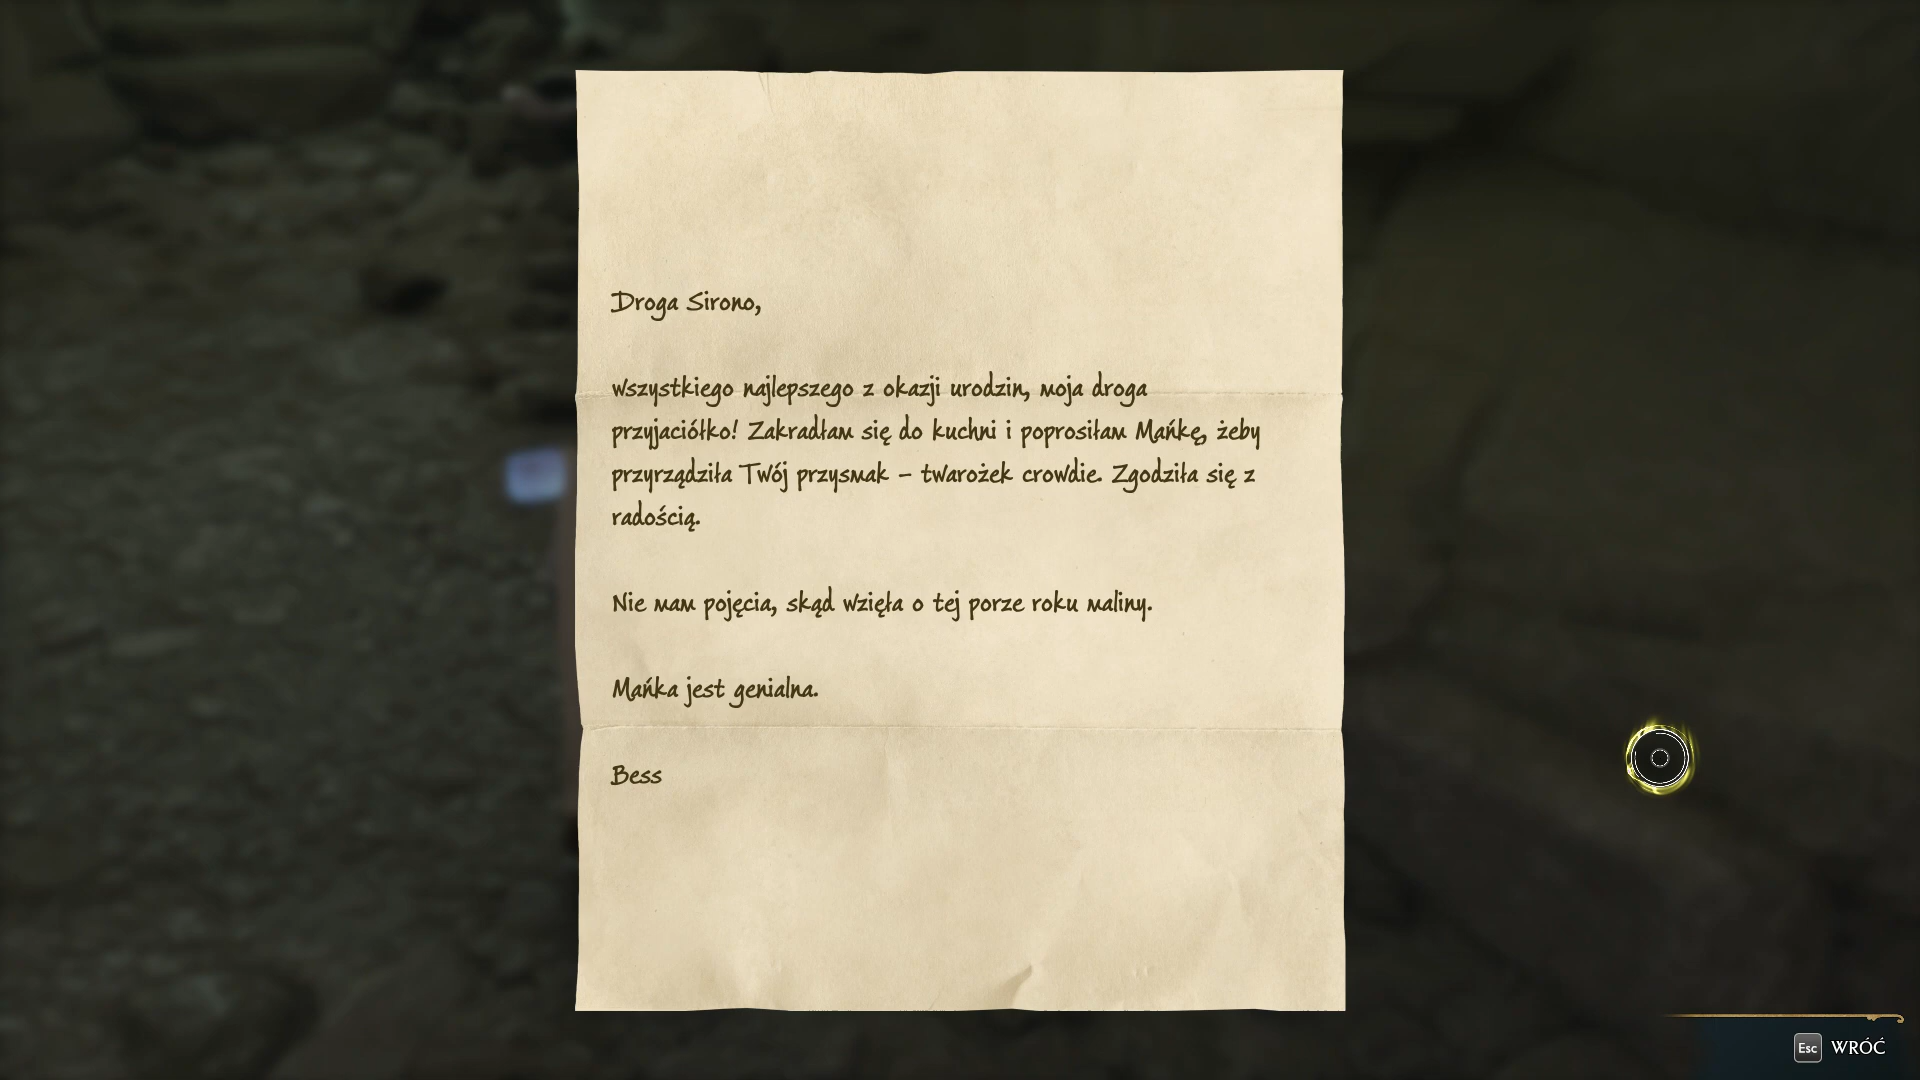 Droga Sirono,
wszystkiego najlepszego z okazji urodzin, moja droga
przyjaciółko! Zakradłam się do kuchni i poprosiłam Mańkę, żeby
przyrządziła Twój przysmak – twarożek crowdie. Zgodziła się z
radością.
Nie mam pojęcia, skąd wzięła o tej porze roku maliny.
Mańka jest genialna.
Bess
Esc WRÓĆ